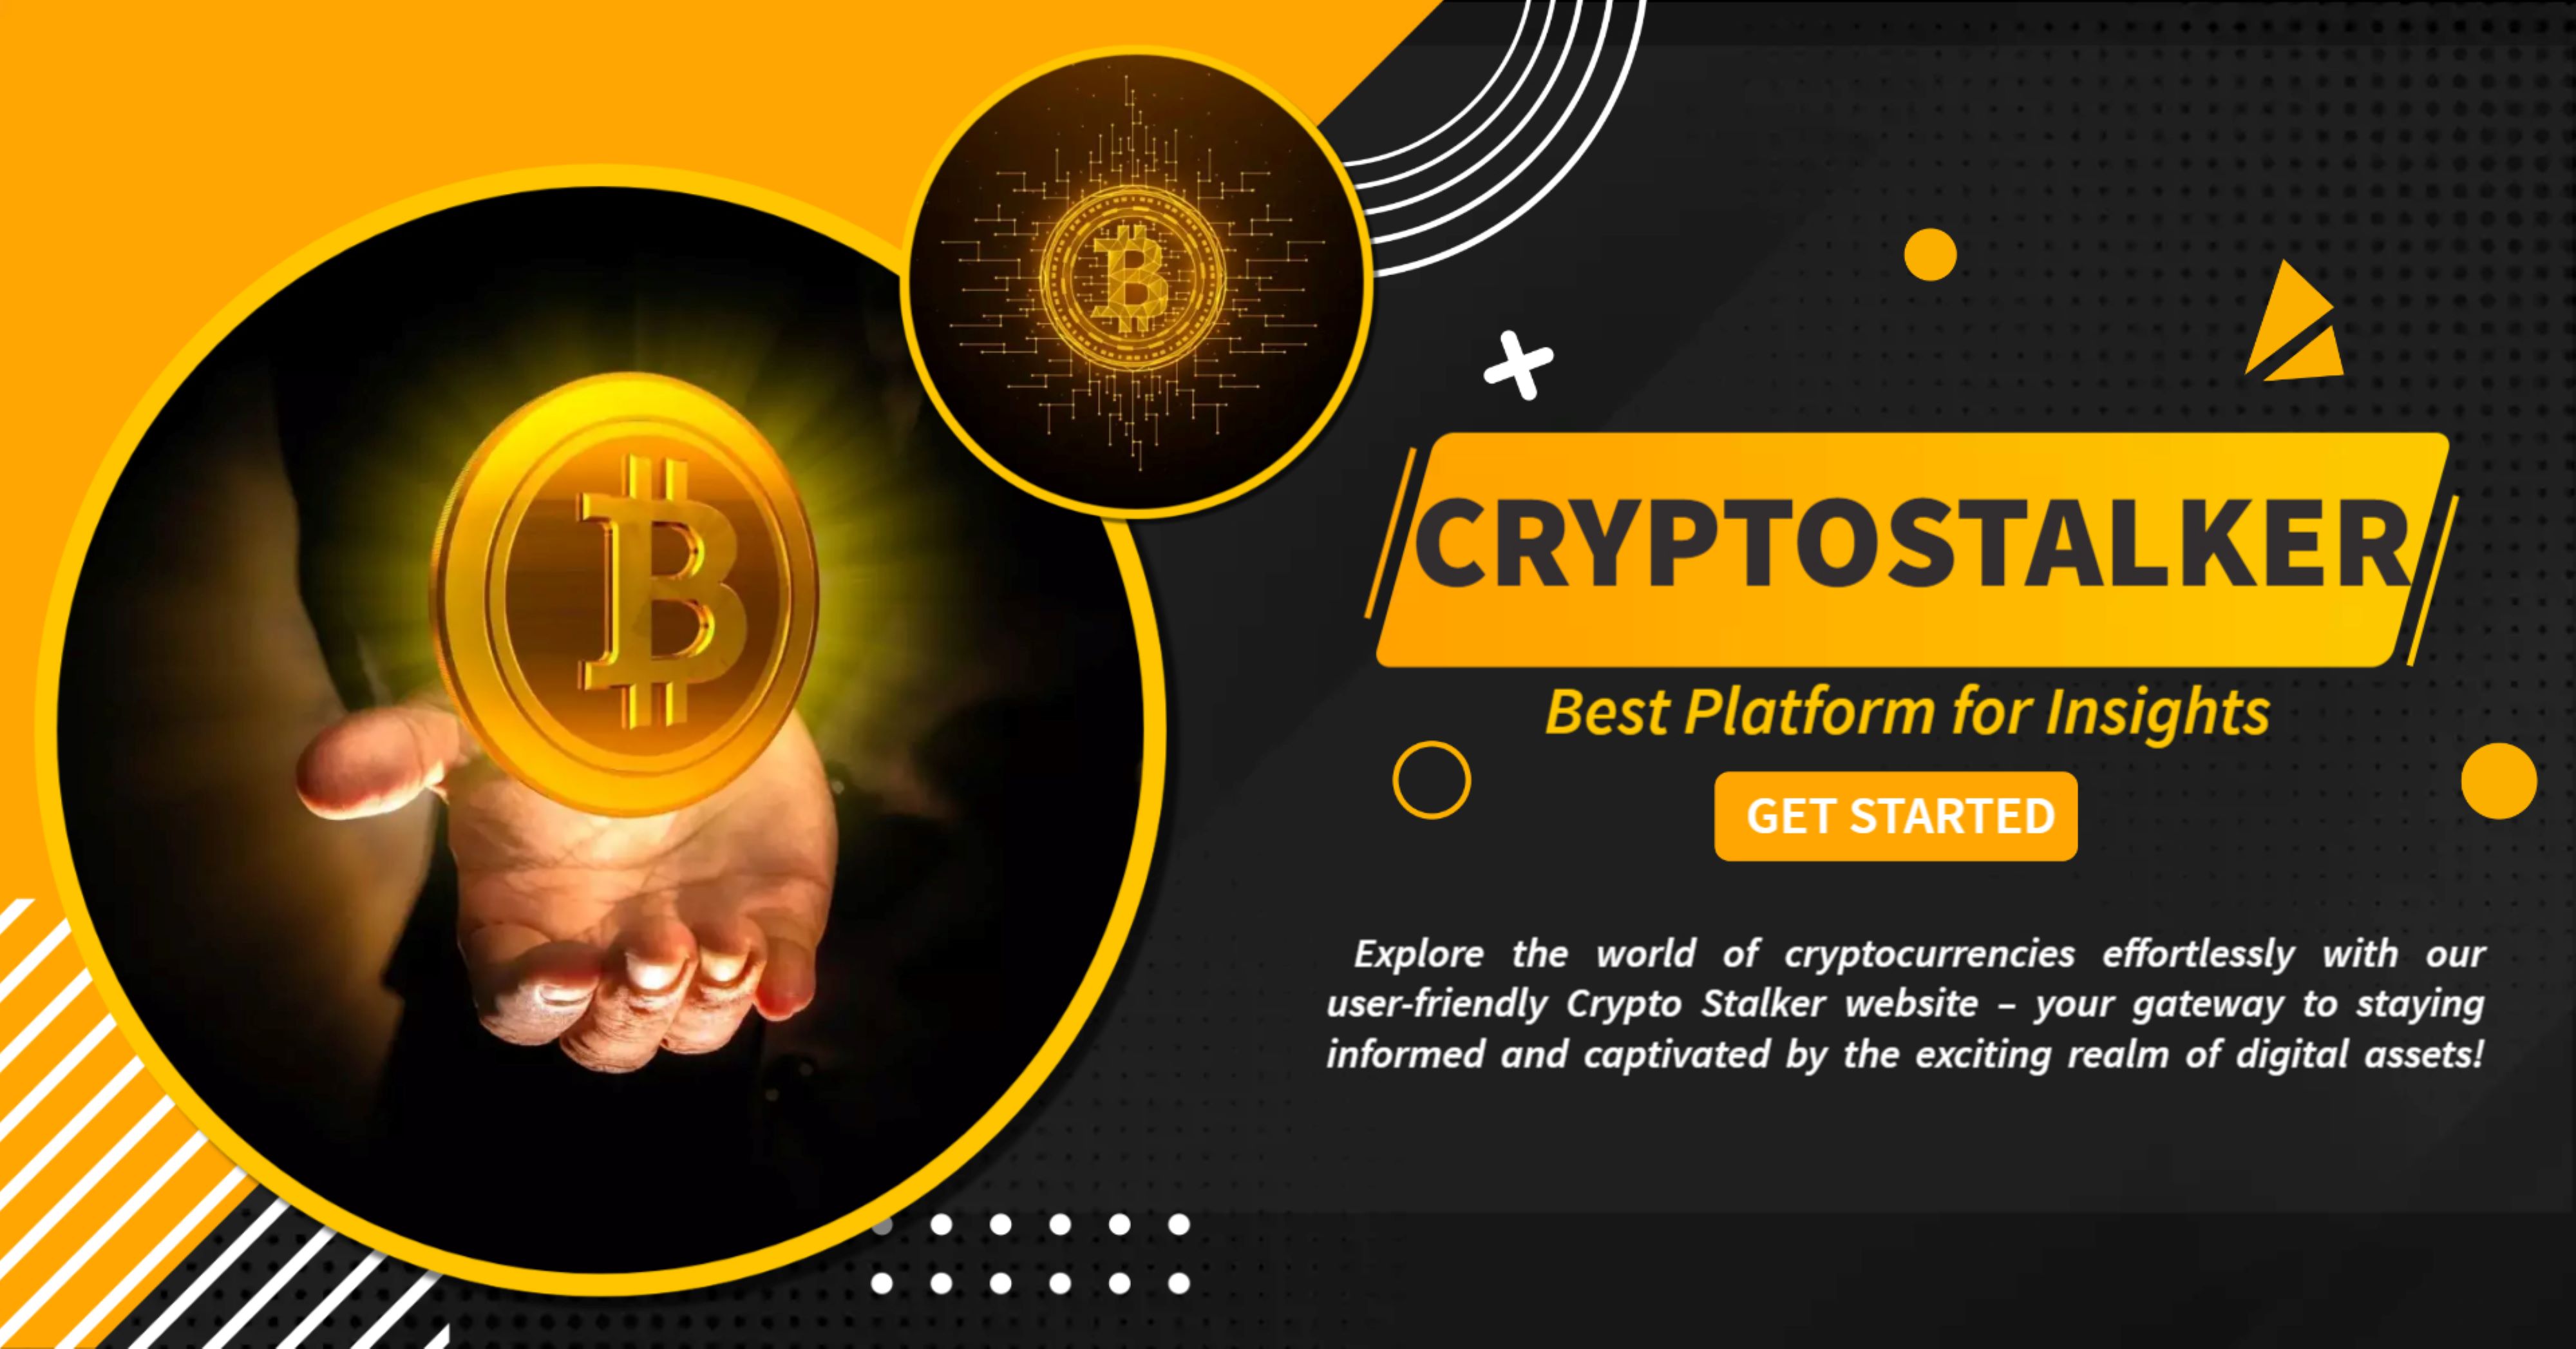 CRYPTOSTALKER
Best Platform for Insights
GET STARTED
Explore the world of cryptocurrencies effortlessly with our
user-friendly Crypto Stalker website – your gateway to staying
informed and captivated by the exciting realm of digital assets!